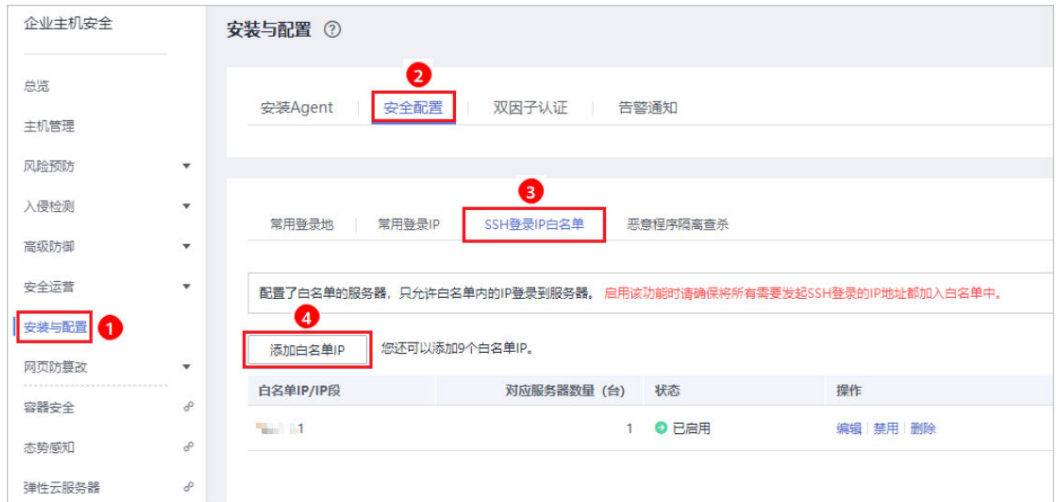 企业主机安全
总览
主机管理
风险预防
入侵检测
高级防御
安全运营
安装与配置 1
网页防篡改
容器安全
态势感知
弹性云服务器
安装与配置 ?
2
安装Agent 安全配置 双因子认证 告警通知
3
常用登录地 常用登录IP SSH登录IP白名单 恶意程序隔离查杀
配置了白名单的服务器，只允许白名单内的IP登录到服务器。启用该功能时请确保将所有需要发起SSH登录的IP地址都加入白名单中。
4
添加白名单IP 您还可以添加9个白名单IP。
白名单IP/IP段 对应服务器数量（台） 状态 操作
1 1 已启用 编辑 禁用 删除